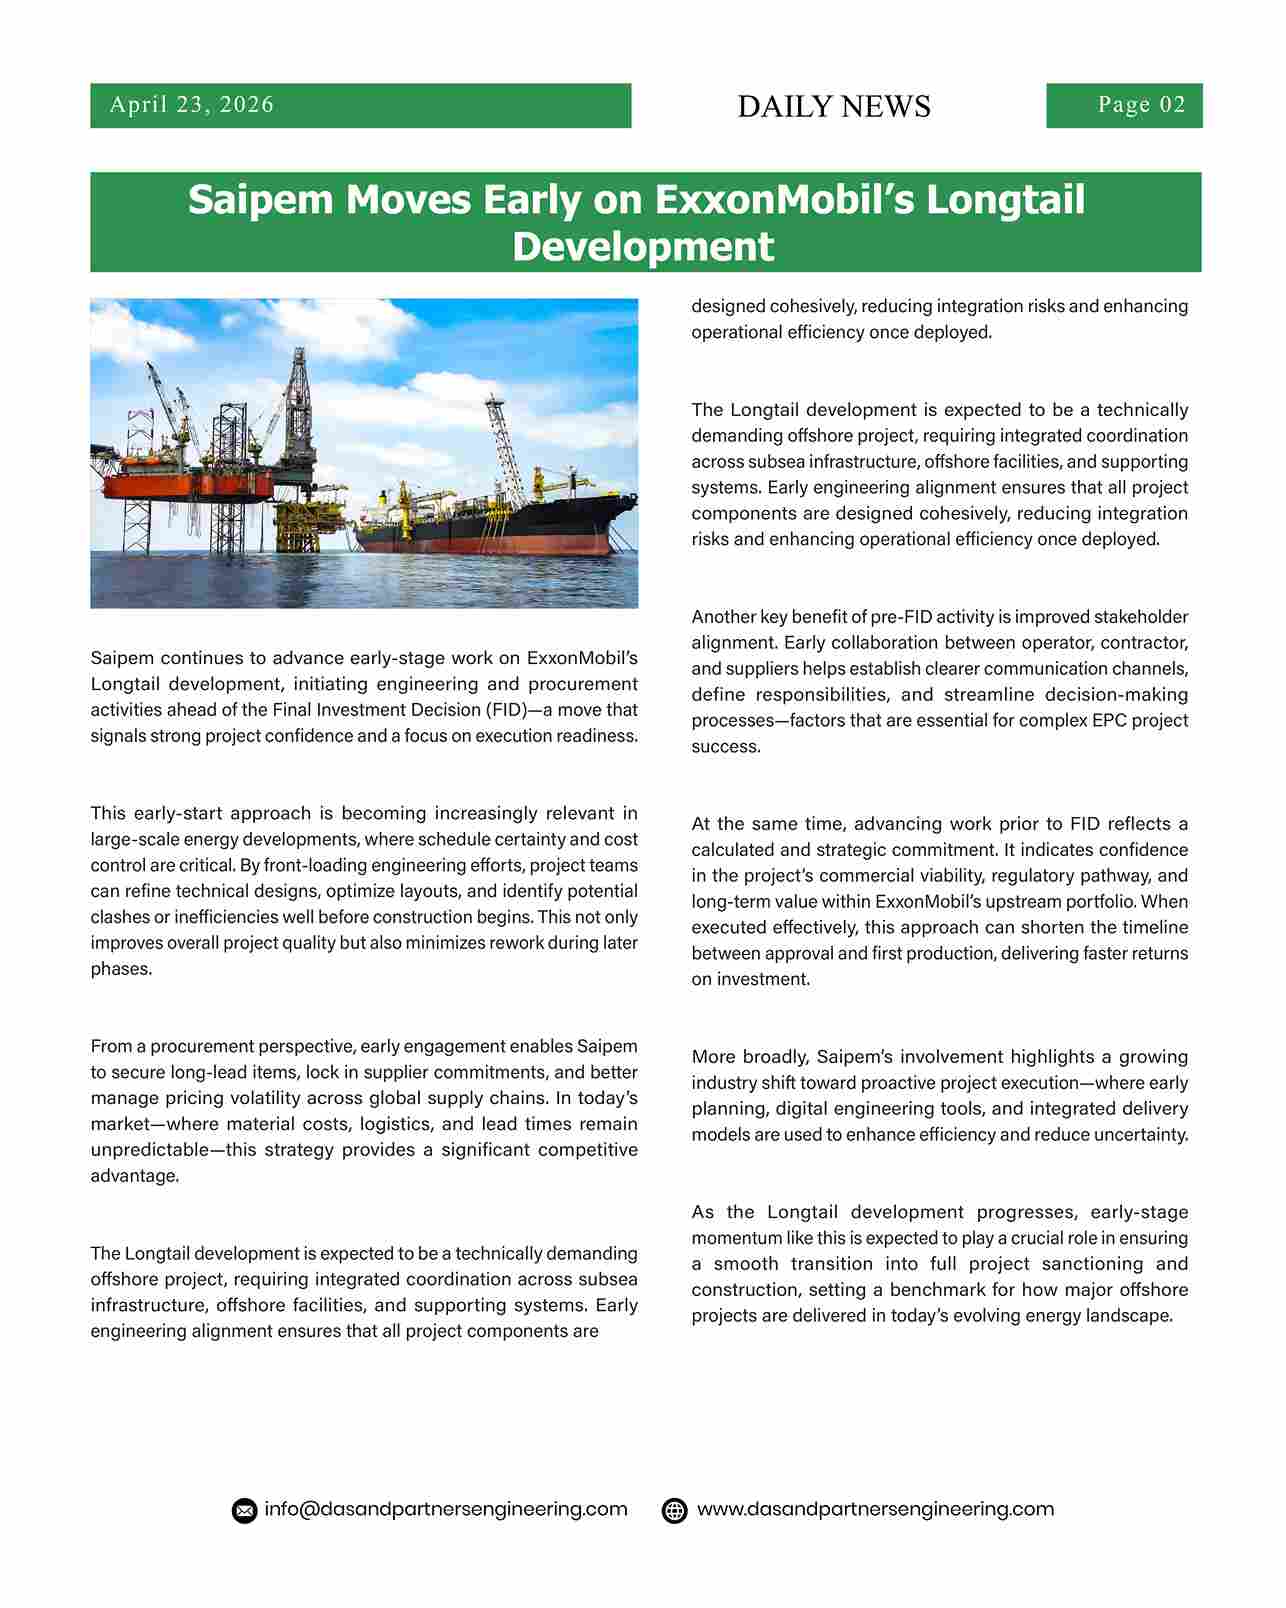 April 23, 2026
DAILY NEWS
Page 02
Saipem Moves Early on ExxonMobil’s Longtail
Development
Saipem continues to advance early-stage work on ExxonMobil’s
Longtail development, initiating engineering and procurement
activities ahead of the Final Investment Decision (FID)—a move that
signals strong project confidence and a focus on execution readiness.
This early-start approach is becoming increasingly relevant in
large-scale energy developments, where schedule certainty and cost
control are critical. By front-loading engineering efforts, project teams
can refine technical designs, optimize layouts, and identify potential
clashes or inefficiencies well before construction begins. This not only
improves overall project quality but also minimizes rework during later
phases.
From a procurement perspective, early engagement enables Saipem
to secure long-lead items, lock in supplier commitments, and better
manage pricing volatility across global supply chains. In today’s
market—where material costs, logistics, and lead times remain
unpredictable—this strategy provides a significant competitive
advantage.
The Longtail development is expected to be a technically demanding
offshore project, requiring integrated coordination across subsea
infrastructure, offshore facilities, and supporting systems. Early
engineering alignment ensures that all project components are
designed cohesively, reducing integration risks and enhancing
operational efficiency once deployed.
The Longtail development is expected to be a technically
demanding offshore project, requiring integrated coordination
across subsea infrastructure, offshore facilities, and supporting
systems. Early engineering alignment ensures that all project
components are designed cohesively, reducing integration
risks and enhancing operational efficiency once deployed.
Another key benefit of pre-FID activity is improved stakeholder
alignment. Early collaboration between operator, contractor,
and suppliers helps establish clearer communication channels,
define responsibilities, and streamline decision-making
processes—factors that are essential for complex EPC project
success.
At the same time, advancing work prior to FID reflects a
calculated and strategic commitment. It indicates confidence
in the project’s commercial viability, regulatory pathway, and
long-term value within ExxonMobil’s upstream portfolio. When
executed effectively, this approach can shorten the timeline
between approval and first production, delivering faster returns
on investment.
More broadly, Saipem’s involvement highlights a growing
industry shift toward proactive project execution—where early
planning, digital engineering tools, and integrated delivery
models are used to enhance efficiency and reduce uncertainty.
As the Longtail development progresses, early-stage
momentum like this is expected to play a crucial role in ensuring
a smooth transition into full project sanctioning and
construction, setting a benchmark for how major offshore
projects are delivered in today’s evolving energy landscape.
info@dasandpartnersengineering.com
www.dasandpartnersengineering.com